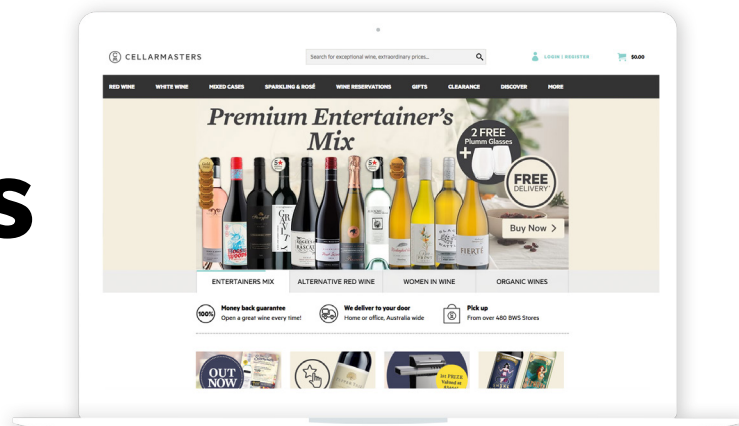 s
CELLARMASTERS
Search for exceptional wine, extraordinary prices...
LOGIN | REGISTER
$0.00
RED WINE WHITE WINE MIXED CASES SPARKLING & ROSÉ WINE RESERVATIONS GIFTS CLEARANCE DISCOVER MORE
Premium Entertainer's
Mix
2 FREE
Plumm Glasses
+
FREE
DELIVERY*
Buy Now >
ENTERTAINERS MIX ALTERNATIVE RED WINE WOMEN IN WINE ORGANIC WINES
100%
Money back guarantee
Open a great wine every time!
We deliver to your door
Home or office, Australia wide
Pick up
From over 480 BWS Stores
OUT
NOW